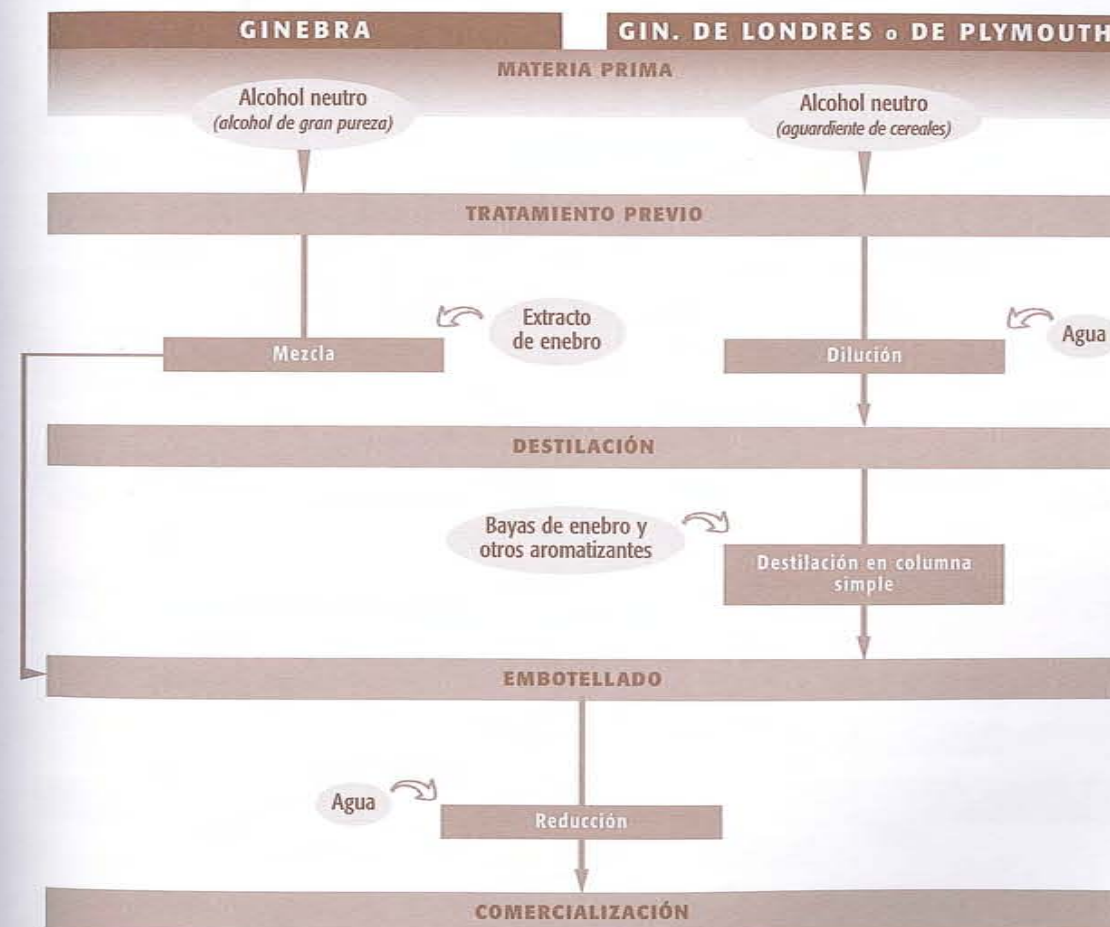 GINEBRA
GIN. DE LONDRES o DE PLYMOUTH
MATERIA PRIMA
Alcohol neutro
(alcohol de gran pureza)
Alcohol neutro
(aguardiente de cereales)
TRATAMIENTO PREVIO
Extracto
de enebro
Mezcla
Agua
Dilución
DESTILACIÓN
Bayas de enebro y
otros aromatizantes
Destilación en columna
simple
EMBOTELLADO
Agua
Reducción
COMERCIALIZACIÓN